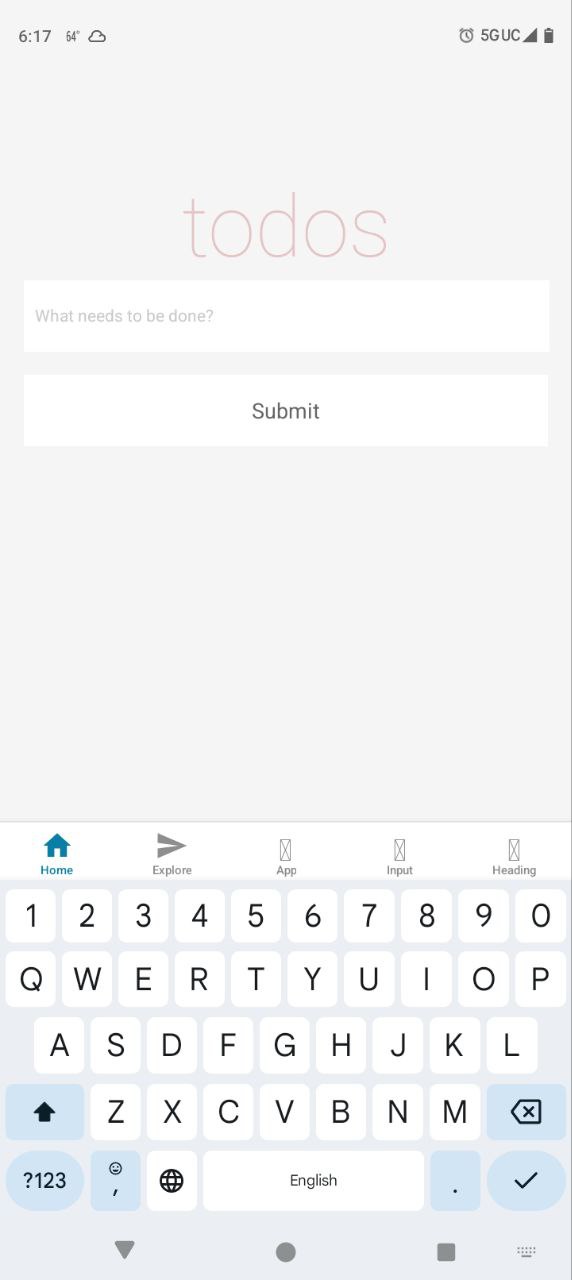 6:17 64° 5GUC
todos
What needs to be done?
Submit
Home Explore App Input Heading
1 2 3 4 5 6 7 8 9 0
Q W E R T Y U I O P
A S D F G H J K L
Z X C V B N M
?123 , English .